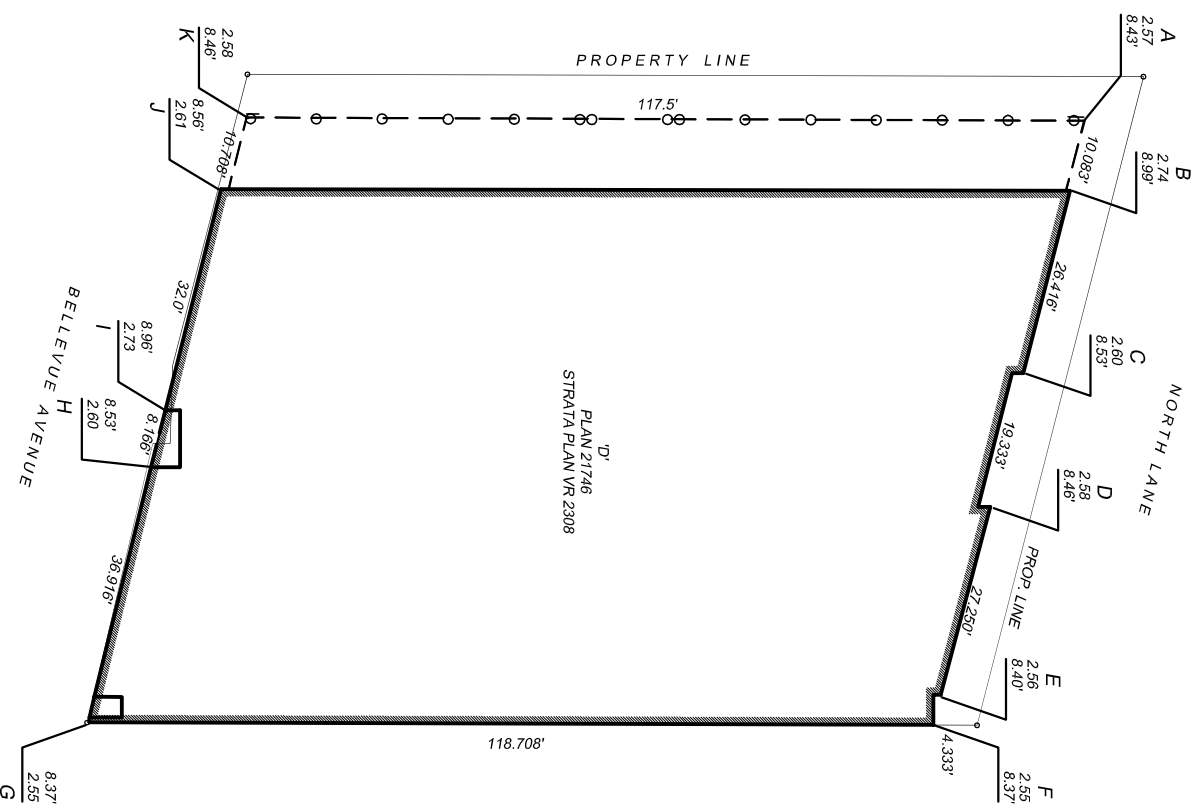 A
2.57
8.43'
B
2.74
8.99'
C
2.60
8.53'
D
2.58
8.46'
E
2.56
8.40'
F
2.55
8.37'
G
8.37'
2.55
H
8.53'
2.60
I
8.96'
2.73
J
8.56'
2.61
K
2.58
8.46'
PROPERTY LINE
117.5'
10.083'
10.708'
26.416'
19.333'
27.250'
4.333'
118.708'
36.916'
8.166'
32.0'
NORTH LANE
PROP. LINE
BELLEVUE AVENUE
'D'
PLAN 21746
STRATA PLAN VR 2308